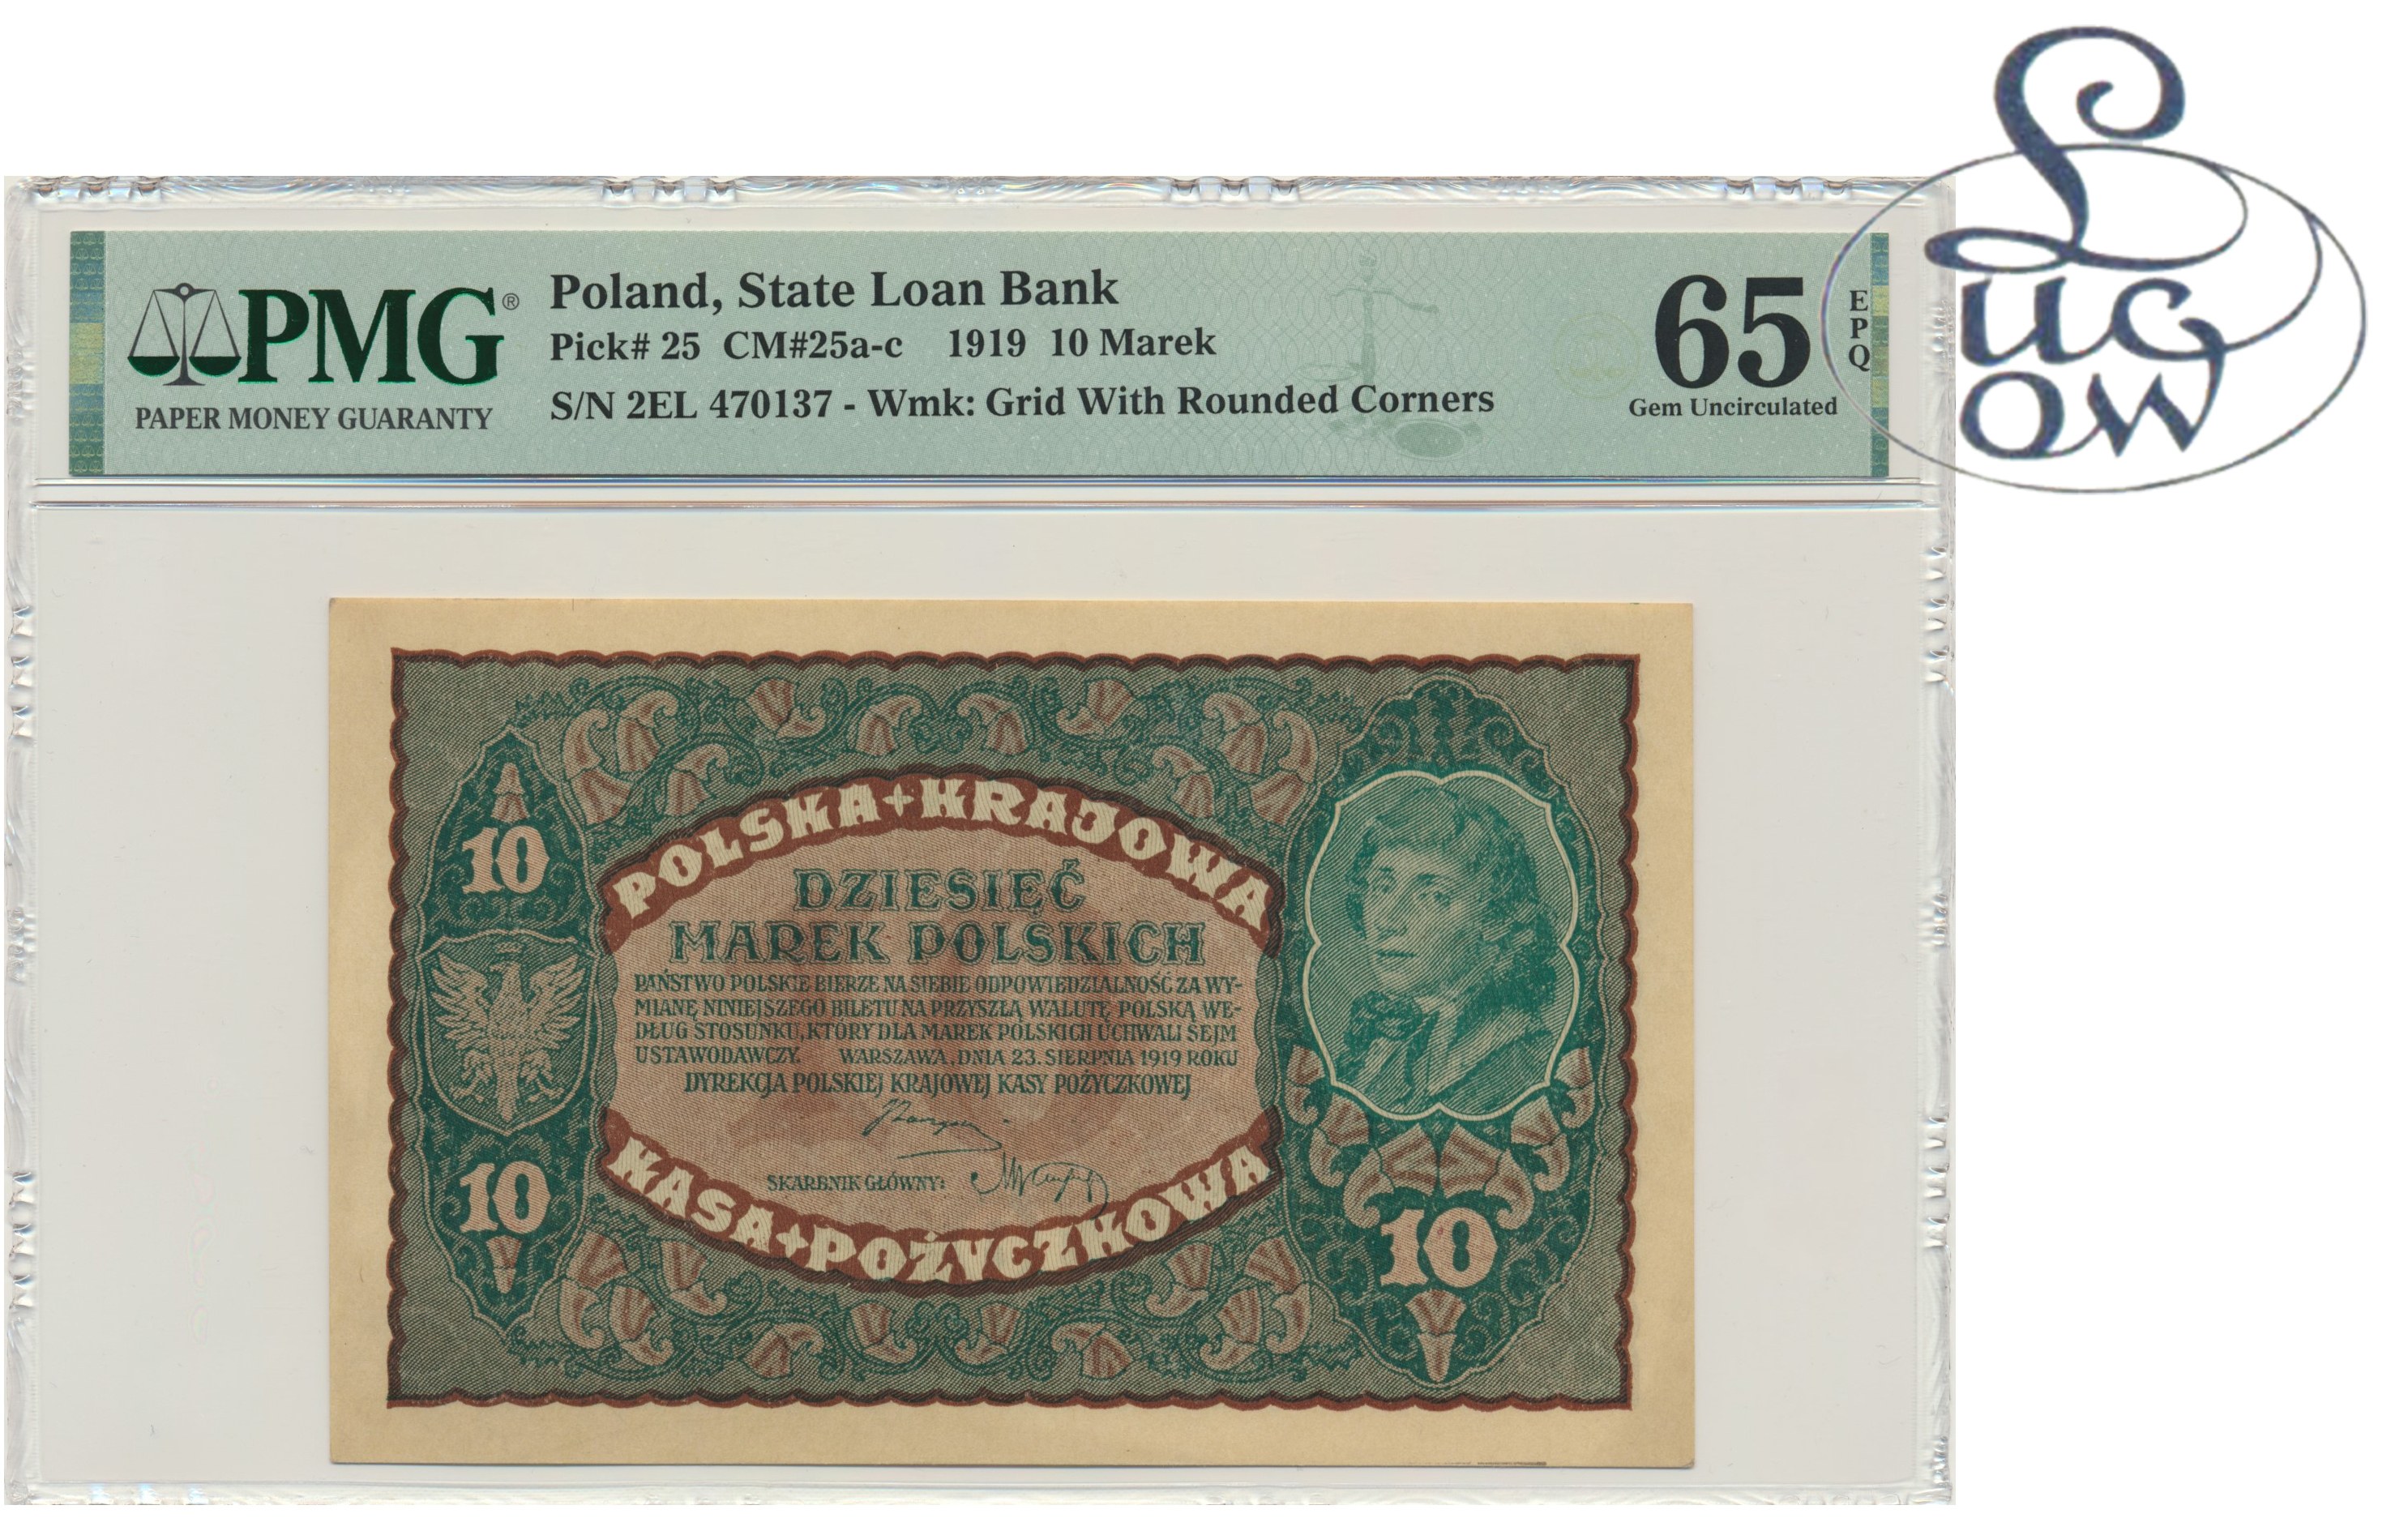 PMG®
PAPER MONEY GUARANTY
Poland, State Loan Bank
Pick# 25 CM#25a-c 1919 10 Marek
S/N 2EL 470137 - Wmk: Grid With Rounded Corners
65
EPQ
Gem Uncirculated
Lucow
POLSKA+KRAJOWA
10
DZIESIĘĆ
MAREK POLSKICH
PAŃSTWO POLSKIE BIERZE NA SIEBIE ODPOWIEDZIALNOŚĆ ZA WY-
MIANĘ NINIEJSZEGO BILETU NA PRZYSZŁĄ WALUTĘ POLSKĄ WE-
DŁUG STOSUNKU, KTÓRY DLA MAREK POLSKICH UCHWALI SEJM
USTAWODAWCZY. WARSZAWA, DNIA 23. SIERPNIA 1919 ROKU
DYREKCJA POLSKIEJ KRAJOWEJ KASY POŻYCZKOWEJ
SKARBNIK GŁÓWNY:
10
KASA+POŻYCZKOWA
10